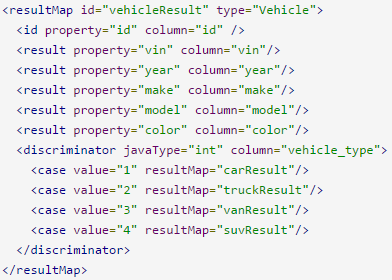 <resultMap id="vehicleResult" type="Vehicle">
  <id property="id" column="id" />
  <result property="vin" column="vin"/>
  <result property="year" column="year"/>
  <result property="make" column="make"/>
  <result property="model" column="model"/>
  <result property="color" column="color"/>
  <discriminator javaType="int" column="vehicle_type">
    <case value="1" resultMap="carResult"/>
    <case value="2" resultMap="truckResult"/>
    <case value="3" resultMap="vanResult"/>
    <case value="4" resultMap="suvResult"/>
  </discriminator>
</resultMap>